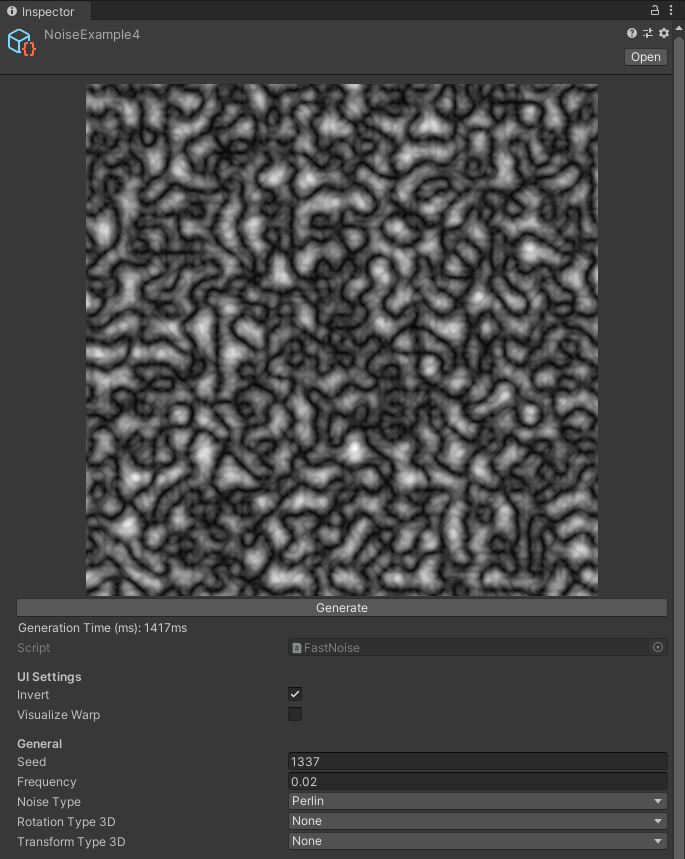 Inspector
NoiseExample4
Open
Generate
Generation Time (ms): 1417ms
Script FastNoise
UI Settings
Invert
Visualize Warp
General
Seed 1337
Frequency 0.02
Noise Type Perlin
Rotation Type 3D None
Transform Type 3D None